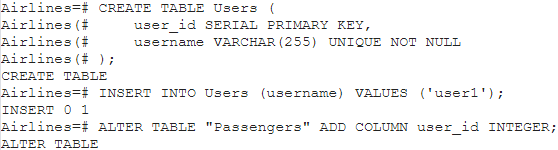 Airlines=# CREATE TABLE Users (
Airlines(#     user_id SERIAL PRIMARY KEY,
Airlines(#     username VARCHAR(255) UNIQUE NOT NULL
Airlines(# );
CREATE TABLE
Airlines=# INSERT INTO Users (username) VALUES ('user1');
INSERT 0 1
Airlines=# ALTER TABLE "Passengers" ADD COLUMN user_id INTEGER;
ALTER TABLE